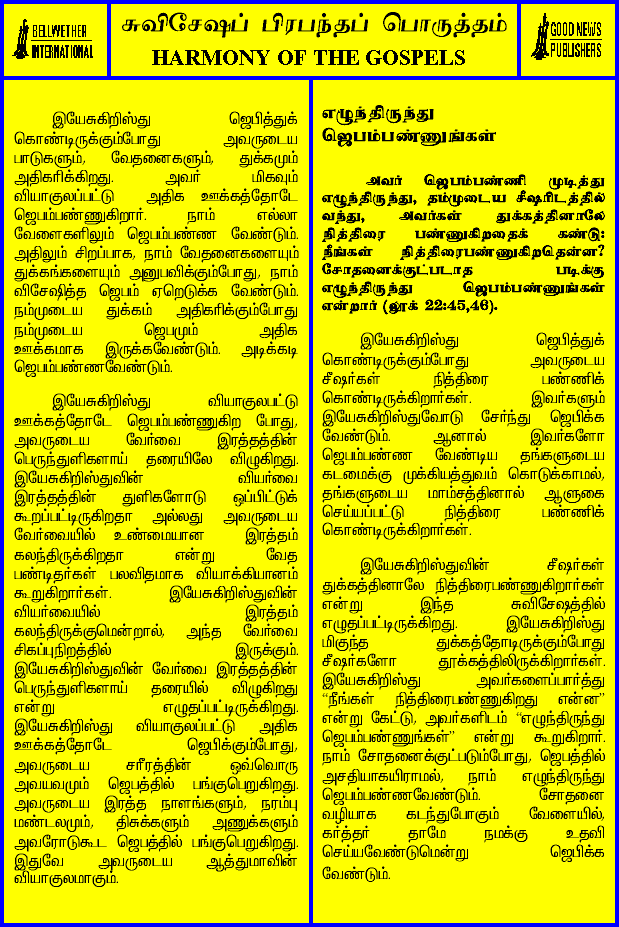 BELLWETHER
INTERNATIONAL
சுவிசேஷப் பிரபந்தப் பொருத்தம்
HARMONY OF THE GOSPELS
GOOD NEWS
PUBLISHERS
இயேசுகிறிஸ்து ஜெபித்துக்
கொண்டிருக்கும்போது அவருடைய
பாடுகளும், வேதனைகளும், துக்கமும்
அதிகரிக்கிறது. அவர் மிகவும்
வியாகுலப்பட்டு அதிக ஊக்கத்தோடே
ஜெபம்பண்ணுகிறார். நாம் எல்லா
வேளைகளிலும் ஜெபம்பண்ண வேண்டும்.
அதிலும் சிறப்பாக, நாம் வேதனைகளையும்
துக்கங்களையும் அனுபவிக்கும்போது, நாம்
விசேஷித்த ஜெபம் ஏறெடுக்க வேண்டும்.
நம்முடைய துக்கம் அதிகரிக்கும்போது
நம்முடைய ஜெபமும் அதிக
ஊக்கமாக இருக்கவேண்டும். அடிக்கடி
ஜெபம்பண்ணவேண்டும்.
இயேசுகிறிஸ்து வியாகுலபட்டு
ஊக்கத்தோடே ஜெபம்பண்ணுகிற போது,
அவருடைய வேர்வை இரத்தத்தின்
பெருந்துளிகளாய் தரையிலே விழுகிறது.
இயேசுகிறிஸ்துவின் வியர்வை
இரத்தத்தின் துளிகளோடு ஒப்பிட்டுக்
கூறப்பட்டிருகிறதா அல்லது அவருடைய
வேர்வையில் உண்மையான இரத்தம்
கலந்திருக்கிறதா என்று வேத
பண்டிதர்கள் பலவிதமாக வியாக்கியானம்
கூறுகிறார்கள். இயேசுகிறிஸ்துவின்
வியர்வையில் இரத்தம்
கலந்திருக்குமென்றால், அந்த வேர்வை
சிகப்புநிறத்தில் இருக்கும்.
இயேசுகிறிஸ்துவின் வேர்வை இரத்தத்தின்
பெருந்துளிகளாய் தரையில் விழுகிறது
என்று எழுதப்பட்டிருக்கிறது.
இயேசுகிறிஸ்து வியாகுலப்பட்டு அதிக
ஊக்கத்தோடே ஜெபிக்கும்போது,
அவருடைய சரீரத்தின் ஒவ்வொரு
அவயவமும் ஜெபத்தில் பங்குபெறுகிறது.
அவருடைய இரத்த நாளங்களும், நரம்பு
மண்டலமும், திசுக்களும் அணுக்களும்
அவரோடுகூட ஜெபத்தில் பங்குபெறுகிறது.
இதுவே அவருடைய ஆத்துமாவின்
வியாகுலமாகும்.
எழுந்திருந்து
ஜெபம்பண்ணுங்கள்
அவர் ஜெபம்பண்ணி முடித்து
எழுந்திருந்து, தம்முடைய சீஷரிடத்தில்
வந்து, அவர்கள் துக்கத்தினாலே
நித்திரை பண்ணுகிறதைக் கண்டு:
நீங்கள் நித்திரைபண்ணுகிறதென்ன?
சோதனைக்குட்படாத படிக்கு
எழுந்திருந்து ஜெபம்பண்ணுங்கள்
என்றார் (லூக் 22:45,46).
இயேசுகிறிஸ்து ஜெபித்துக்
கொண்டிருக்கும்போது அவருடைய
சீஷர்கள் நித்திரை பண்ணிக்
கொண்டிருக்கிறார்கள். இவர்களும்
இயேசுகிறிஸ்துவோடு சேர்ந்து ஜெபிக்க
வேண்டும். ஆனால் இவர்களோ
ஜெபம்பண்ண வேண்டிய தங்களுடைய
கடமைக்கு முக்கியத்துவம் கொடுக்காமல்,
தங்களுடைய மாம்சத்தினால் ஆளுகை
செய்யப்பட்டு நித்திரை பண்ணிக்
கொண்டிருக்கிறார்கள்.
இயேசுகிறிஸ்துவின் சீஷர்கள்
துக்கத்தினாலே நித்திரைபண்ணுகிறார்கள்
என்று இந்த சுவிசேஷத்தில்
எழுதப்பட்டிருக்கிறது. இயேசுகிறிஸ்து
மிகுந்த துக்கத்தோடிருக்கும்போது
சீஷர்களோ தூக்கத்திலிருக்கிறார்கள்.
இயேசுகிறிஸ்து அவர்களைப்பார்த்து
“நீங்கள் நித்திரைபண்ணுகிறது என்ன”
என்று கேட்டு, அவர்களிடம் “எழுந்திருந்து
ஜெபம்பண்ணுங்கள்” என்று கூறுகிறார்.
நாம் சோதனைக்குட்படும்போது, ஜெபத்தில்
அசதியாகயிராமல், நாம் எழுந்திருந்து
ஜெபம்பண்ணவேண்டும். சோதனை
வழியாக கடந்துபோகும் வேளையில்,
கர்த்தர் தாமே நமக்கு உதவி
செய்யவேண்டுமென்று ஜெபிக்க
வேண்டும்.